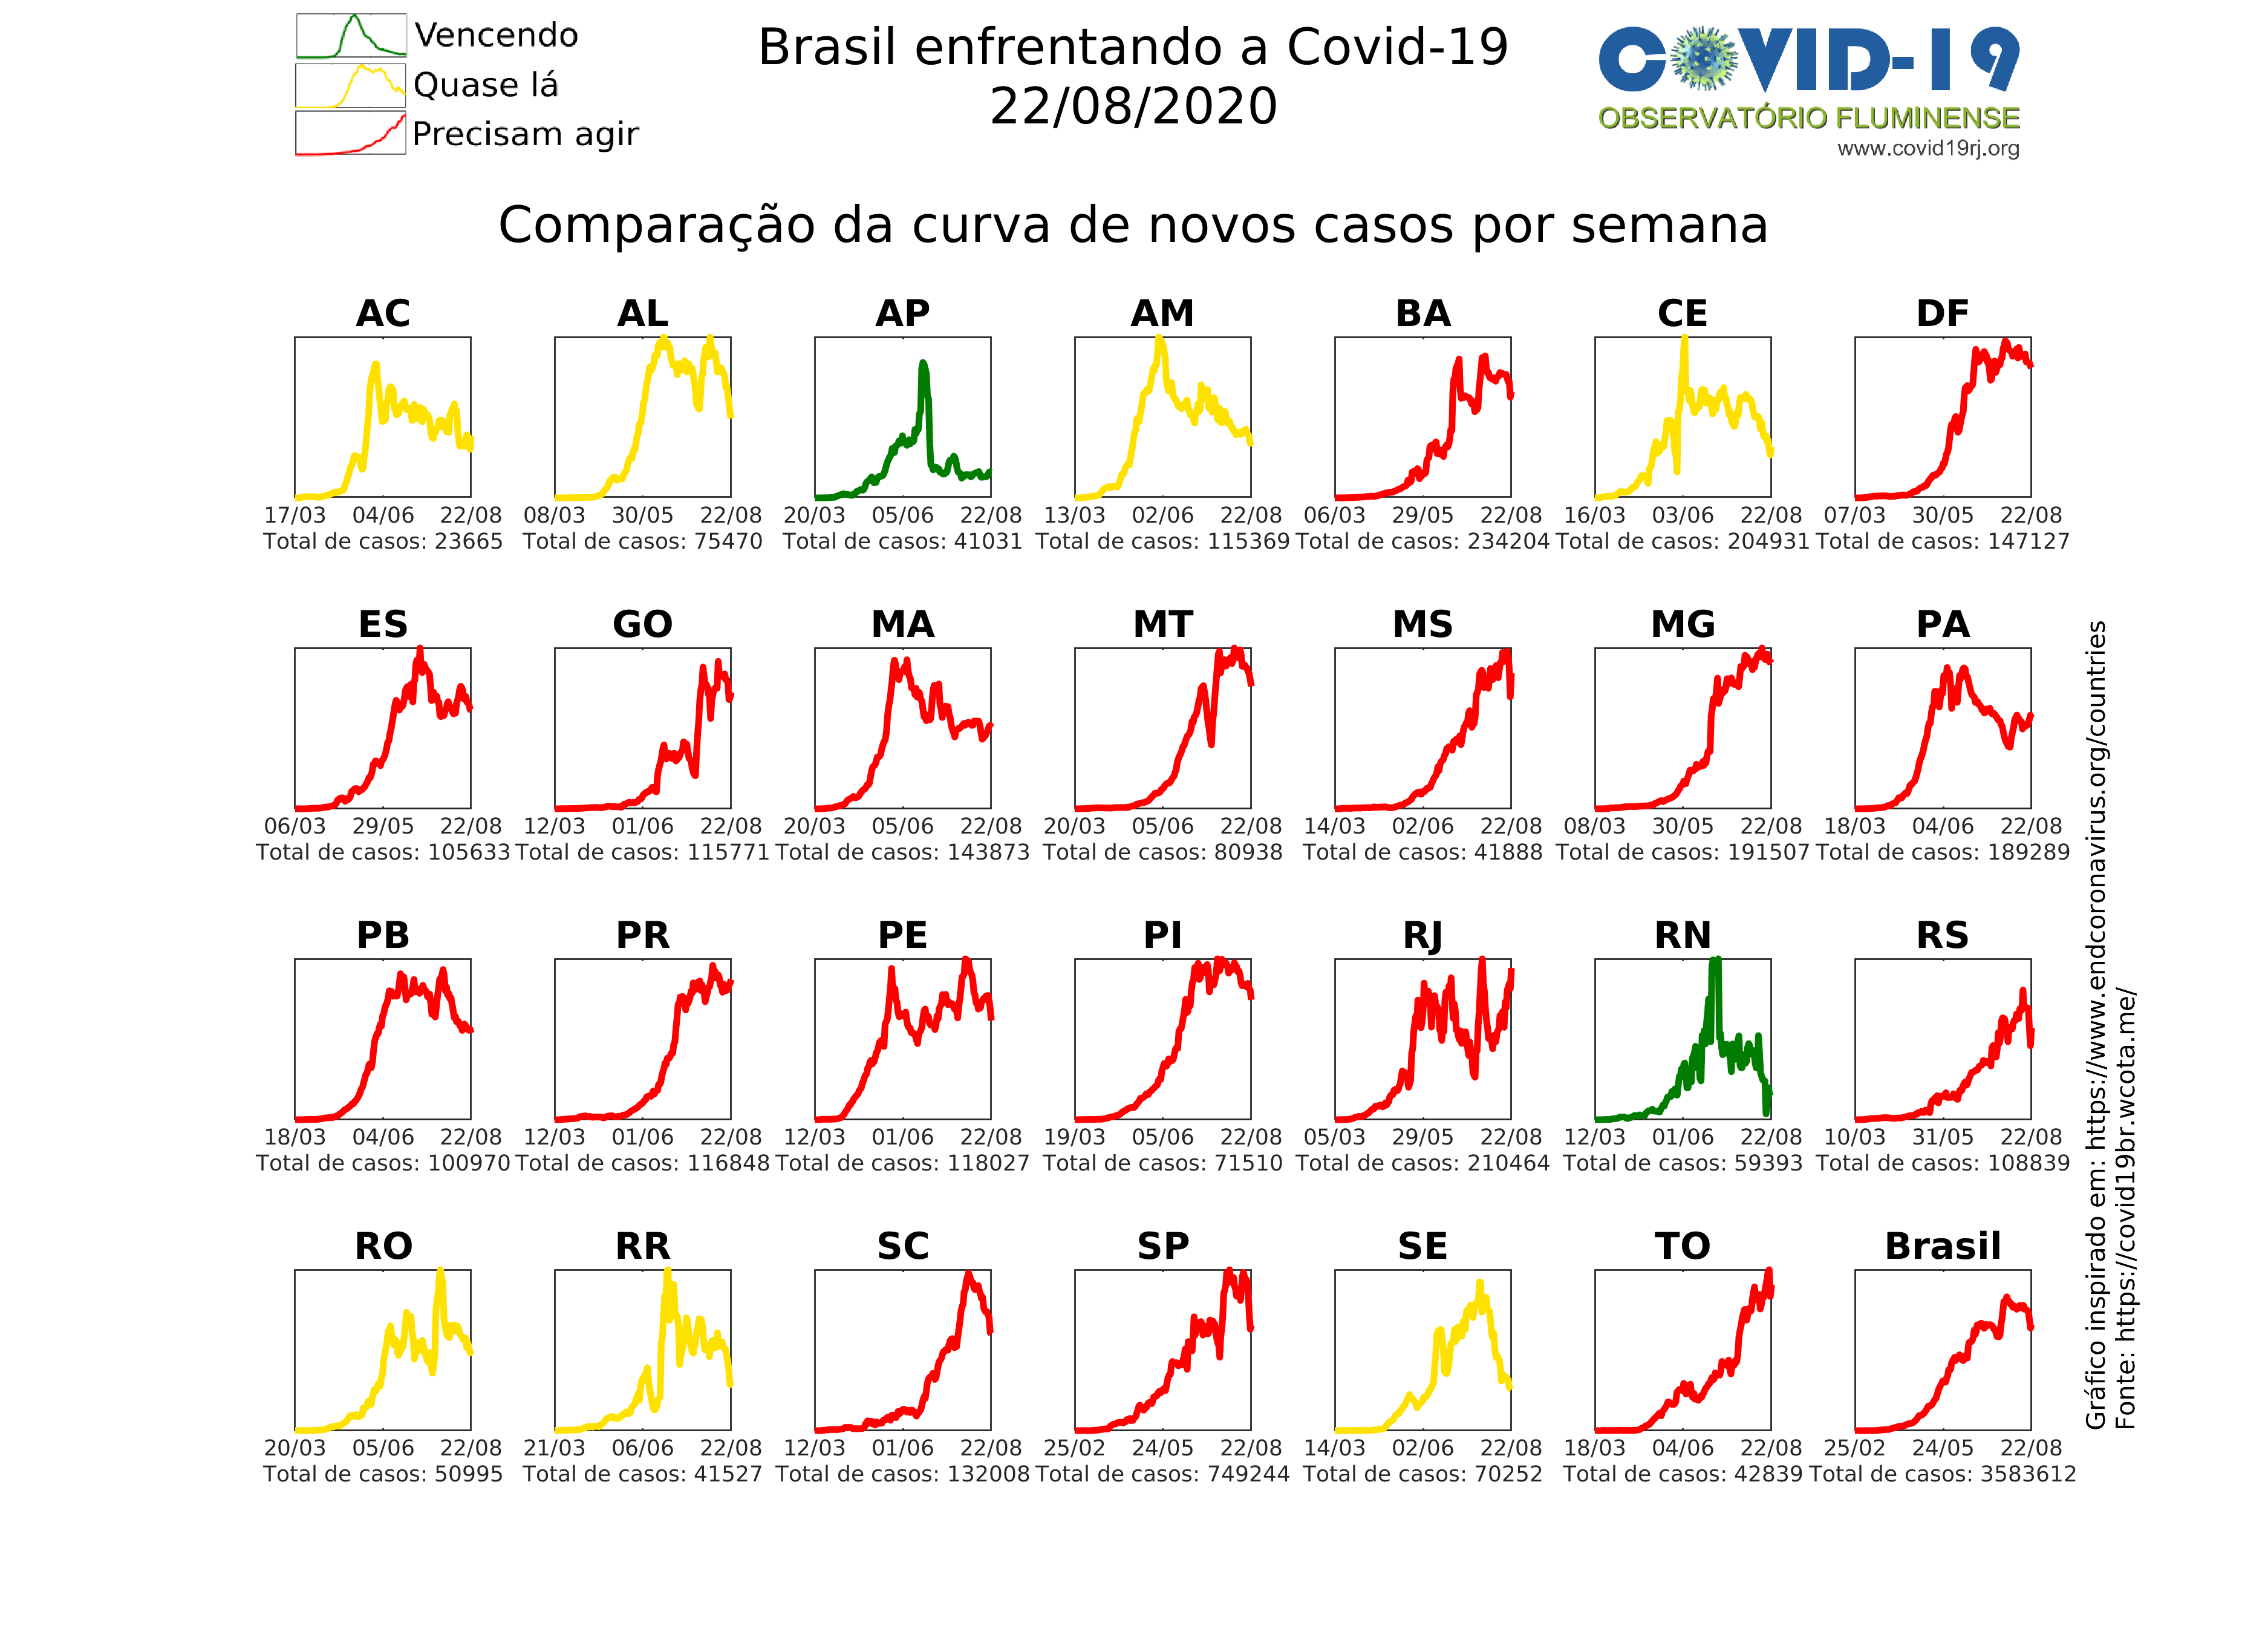 Vencendo
Quase lá
Precisam agir
Brasil enfrentando a Covid-19
22/08/2020
COVID-19
OBSERVATÓRIO FLUMINENSE
www.covid19rj.org
Comparação da curva de novos casos por semana
AC AL AP AM BA CE DF
17/03 04/06 22/08 08/03 30/05 22/08 20/03 05/06 22/08 13/03 02/06 22/08 06/03 29/05 22/08 16/03 03/06 22/08 07/03 30/05 22/08
Total de casos: 23665 Total de casos: 75470 Total de casos: 41031 Total de casos: 115369 Total de casos: 234204 Total de casos: 204931 Total de casos: 147127
ES GO MA MT MS MG PA
06/03 29/05 22/08 12/03 01/06 22/08 20/03 05/06 22/08 20/03 05/06 22/08 14/03 02/06 22/08 08/03 30/05 22/08 18/03 04/06 22/08
Total de casos: 105633 Total de casos: 115771 Total de casos: 143873 Total de casos: 80938 Total de casos: 41888 Total de casos: 191507 Total de casos: 189289
PB PR PE PI RJ RN RS
18/03 04/06 22/08 12/03 01/06 22/08 12/03 01/06 22/08 19/03 05/06 22/08 05/03 29/05 22/08 12/03 01/06 22/08 10/03 31/05 22/08
Total de casos: 100970 Total de casos: 116848 Total de casos: 118027 Total de casos: 71510 Total de casos: 210464 Total de casos: 59393 Total de casos: 108839
RO RR SC SP SE TO Brasil
20/03 05/06 22/08 21/03 06/06 22/08 12/03 01/06 22/08 25/02 24/05 22/08 14/03 02/06 22/08 18/03 04/06 22/08 25/02 24/05 22/08
Total de casos: 50995 Total de casos: 41527 Total de casos: 132008 Total de casos: 749244 Total de casos: 70252 Total de casos: 42839 Total de casos: 3583612
Gráfico inspirado em: https://www.endcoronavirus.org/countries
Fonte: https://covid19br.wcota.me/